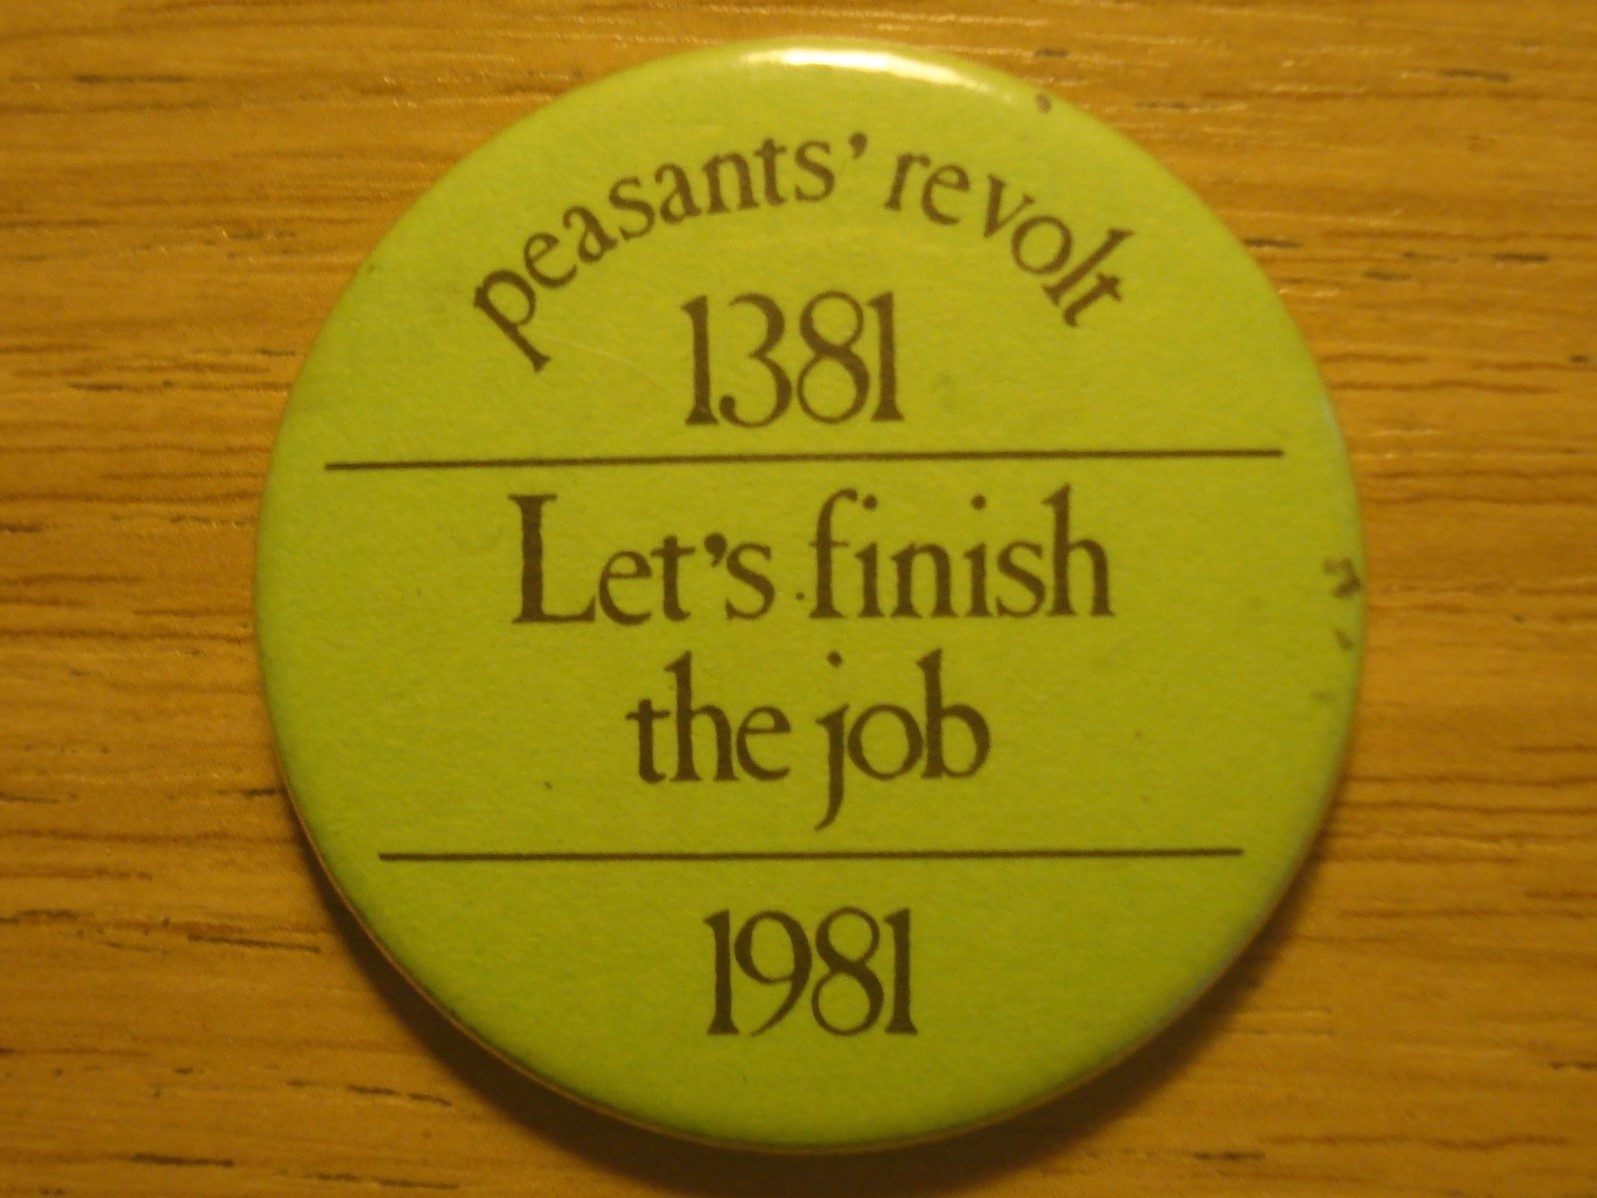 peasants’ revolt
1381
Let’s finish
the job
1981